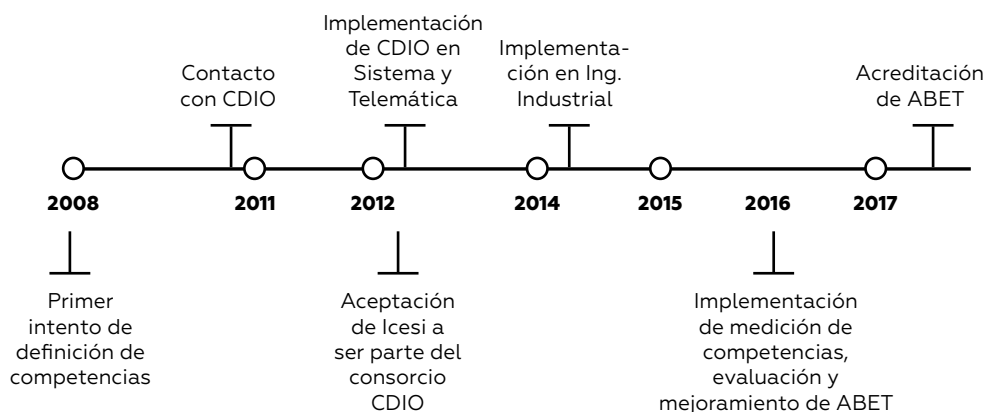 Implementación
de CDIO en
Sistema y
Telemática
Contacto
con CDIO
Implementa-
ción en Ing.
Industrial
Acreditación
de ABET
2008
2011
2012
2014
2015
2016
2017
Primer
intento de
definición de
competencias
Aceptación
de Icesi a
ser parte del
consorcio
CDIO
Implementación
de medición de
competencias,
evaluación y
mejoramiento de ABET